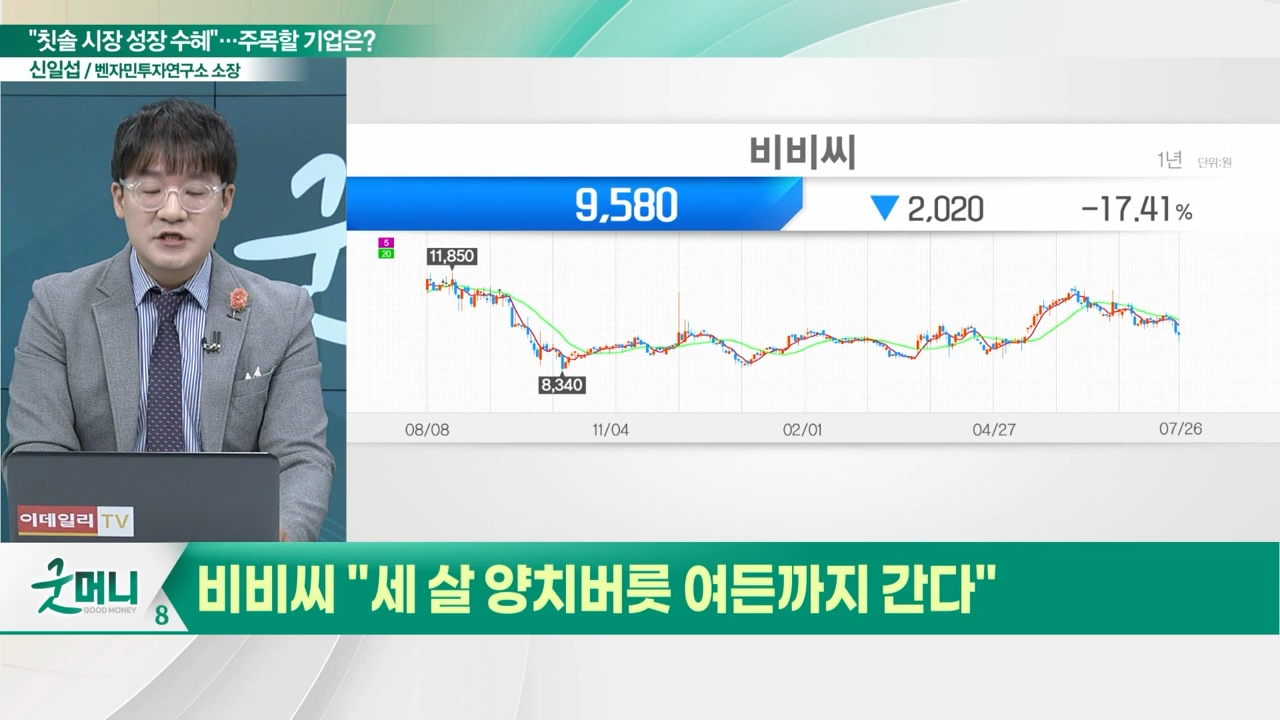 "칫솔 시장 성장 수혜"…주목할 기업은?
신일섭 / 벤자민투자연구소 소장
비비씨
1년 단위:원
9,580 ▼ 2,020 -17.41%
5
20
11,850
8,340
08/08 11/04 02/01 04/27 07/26
이데일리TV
굿머니
GOOD MONEY
8
비비씨 "세 살 양치버릇 여든까지 간다"